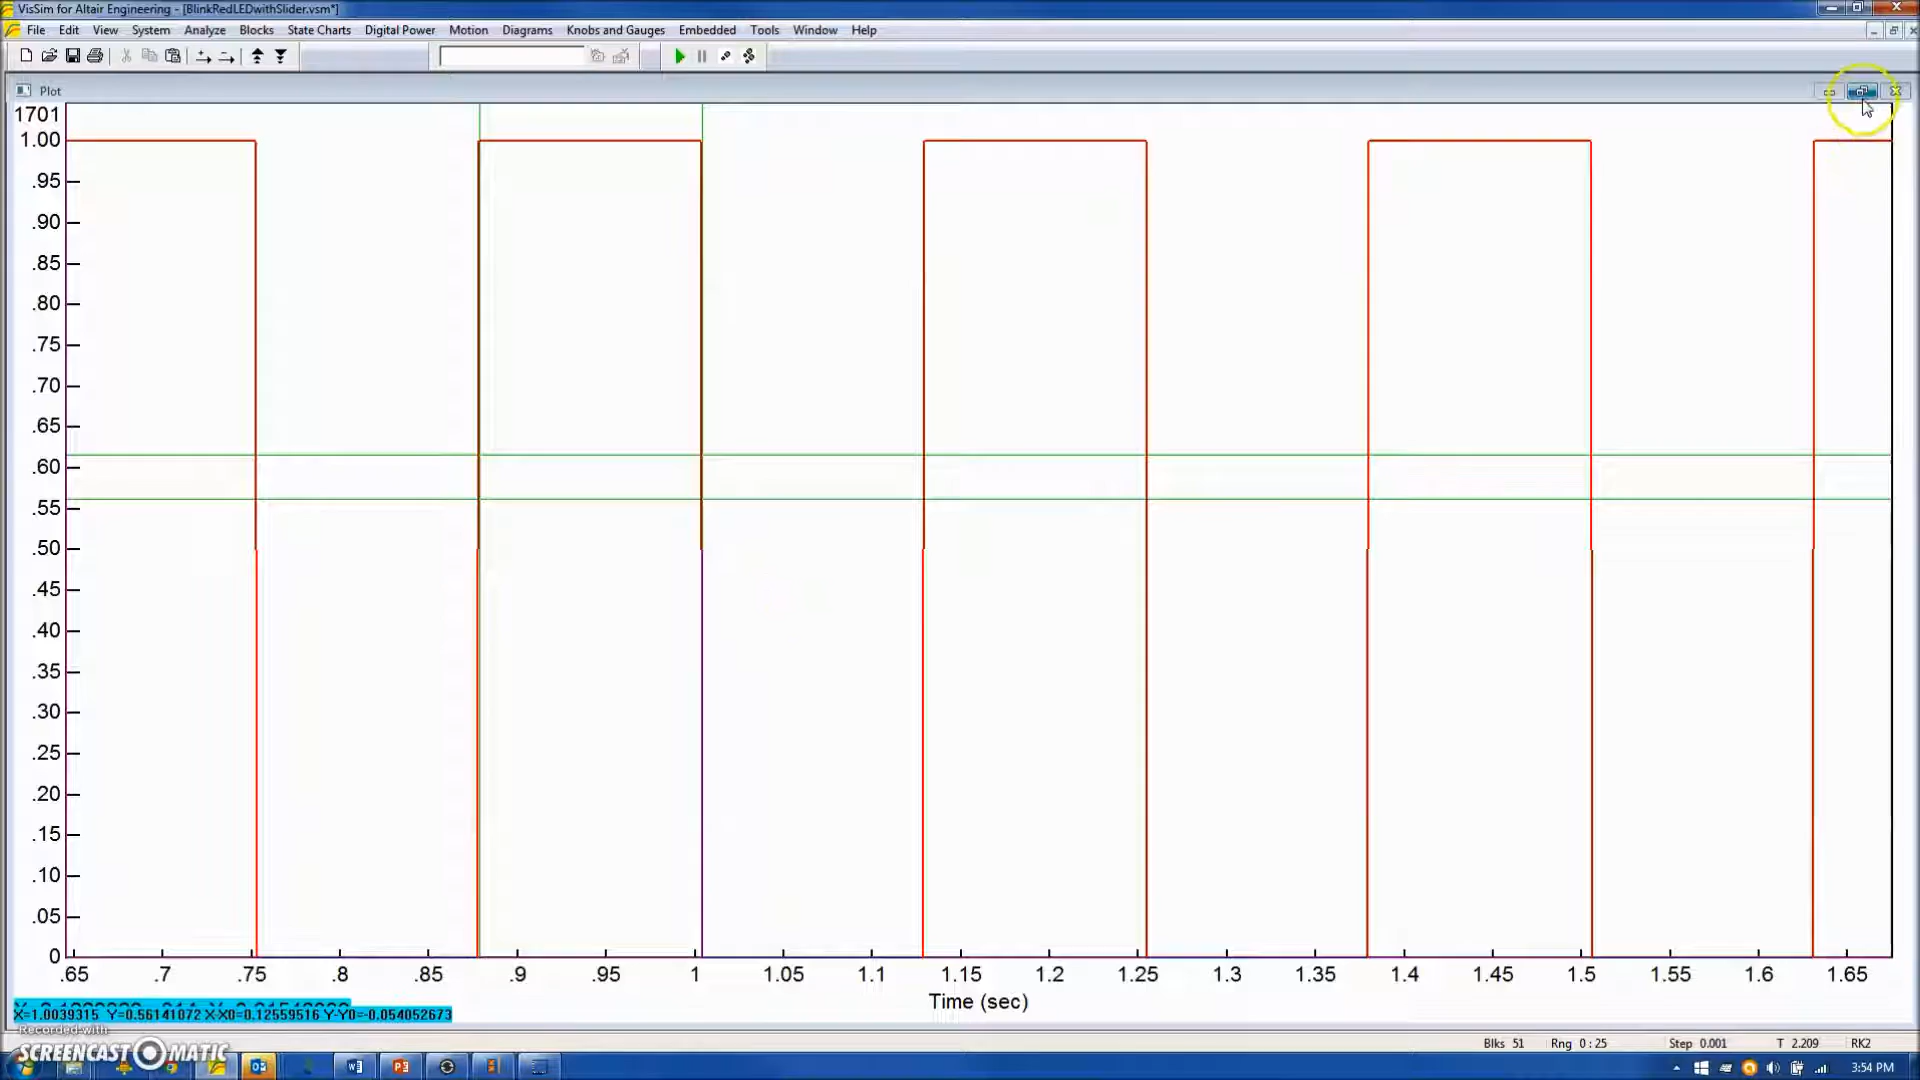 VisSim for Altair Engineering - [BlinkRedLEDwithSlider.vsm*]
File Edit View System Analyze Blocks State Charts Digital Power Motion Diagrams Knobs and Gauges Embedded Tools Window Help
Plot
1701
1.00
.95
.90
.85
.80
.75
.70
.65
.60
.55
.50
.45
.40
.35
.30
.25
.20
.15
.10
.05
0
.65 .7 .75 .8 .85 .9 .95 1 1.05 1.1 1.15 1.2 1.25 1.3 1.35 1.4 1.45 1.5 1.55 1.6 1.65
Time (sec)
X=1.0039315 Y=0.56141072 X-X0=0.12559516 Y-Y0=-0.054052673
Recorded with
SCREENCAST MATIC
Blks 51 Rng 0 : 25 Step 0.001 T 2.209 RK2
3:54 PM